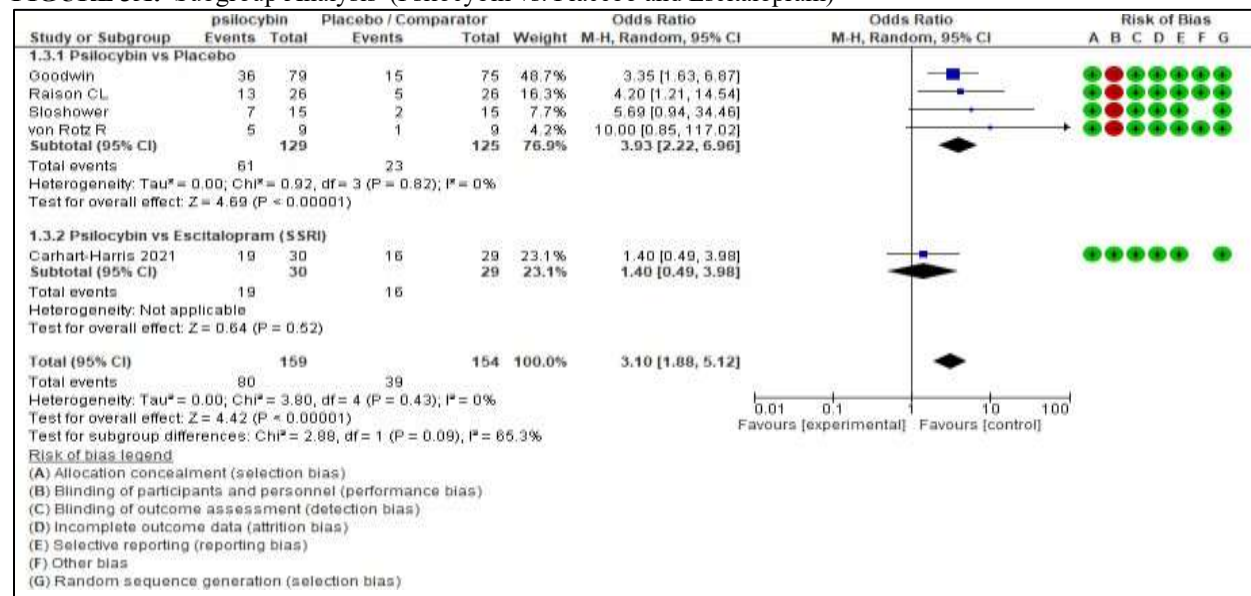 FIGURE 3A: Subgroup Analysis (Psilocybin vs. Placebo and Escitalopram)
psilocybin Placebo / Comparator Odds Ratio Odds Ratio Risk of Bias
Study or Subgroup Events Total Events Total Weight M-H, Random, 95% CI M-H, Random, 95% CI A B C D E F G
1.3.1 Psilocybin vs Placebo
Goodwin 36 79 15 75 48.7% 3.35 [1.63, 6.87]
Raison CL 13 26 5 26 16.3% 4.20 [1.21, 14.54]
Sloshower 7 15 2 15 7.7% 5.69 [0.94, 34.46]
von Rotz R 5 9 1 9 4.2% 10.00 [0.85, 117.02]
Subtotal (95% CI) 129 125 76.9% 3.93 [2.22, 6.96]
Total events 61 23
Heterogeneity: Tau² = 0.00; Chi² = 0.92, df = 3 (P = 0.82); I² = 0%
Test for overall effect: Z = 4.69 (P < 0.00001)
1.3.2 Psilocybin vs Escitalopram (SSRI)
Carhart-Harris 2021 19 30 16 29 23.1% 1.40 [0.49, 3.98]
Subtotal (95% CI) 30 29 23.1% 1.40 [0.49, 3.98]
Total events 19 16
Heterogeneity: Not applicable
Test for overall effect: Z = 0.64 (P = 0.52)
Total (95% CI) 159 154 100.0% 3.10 [1.88, 5.12]
Total events 80 39
Heterogeneity: Tau² = 0.00; Chi² = 3.80, df = 4 (P = 0.43); I² = 0%
Test for overall effect: Z = 4.42 (P < 0.00001)
Test for subgroup differences: Chi² = 2.88, df = 1 (P = 0.09), I² = 65.3%
0.01 0.1 1 10 100
Favours [experimental] Favours [control]
Risk of bias legend
(A) Allocation concealment (selection bias)
(B) Blinding of participants and personnel (performance bias)
(C) Blinding of outcome assessment (detection bias)
(D) Incomplete outcome data (attrition bias)
(E) Selective reporting (reporting bias)
(F) Other bias
(G) Random sequence generation (selection bias)